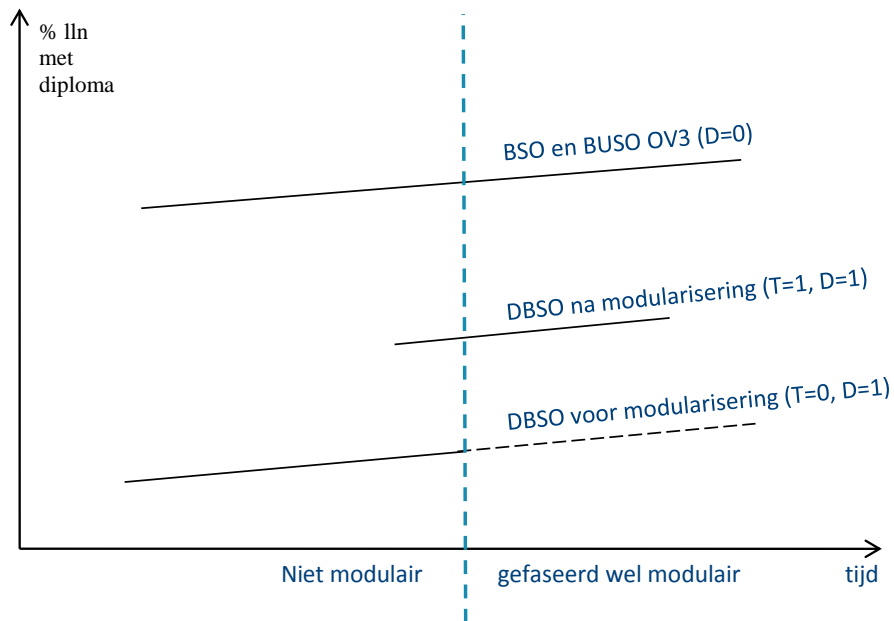 % lln
met
diploma
BSO en BUSO OV3 (D=0)
DBSO na modularisering (T=1, D=1)
DBSO voor modularisering (T=0, D=1)
Niet modulair
gefaseerd wel modulair
tijd